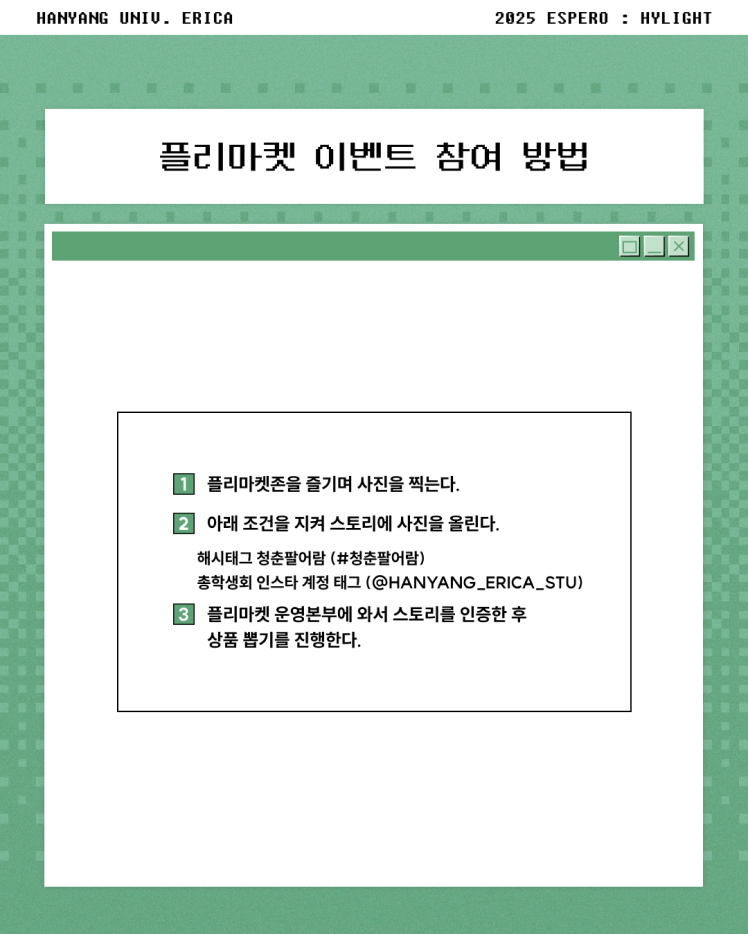 HANYANG UNIV. ERICA
2025 ESPERO : HYLIGHT
플리마켓 이벤트 참여 방법
1 플리마켓존을 즐기며 사진을 찍는다.
2 아래 조건을 지켜 스토리에 사진을 올린다.
해시태그 청춘팔어람 (#청춘팔어람)
총학생회 인스타 계정 태그 (@HANYANG_ERICA_STU)
3 플리마켓 운영본부에 와서 스토리를 인증한 후
상품 뽑기를 진행한다.